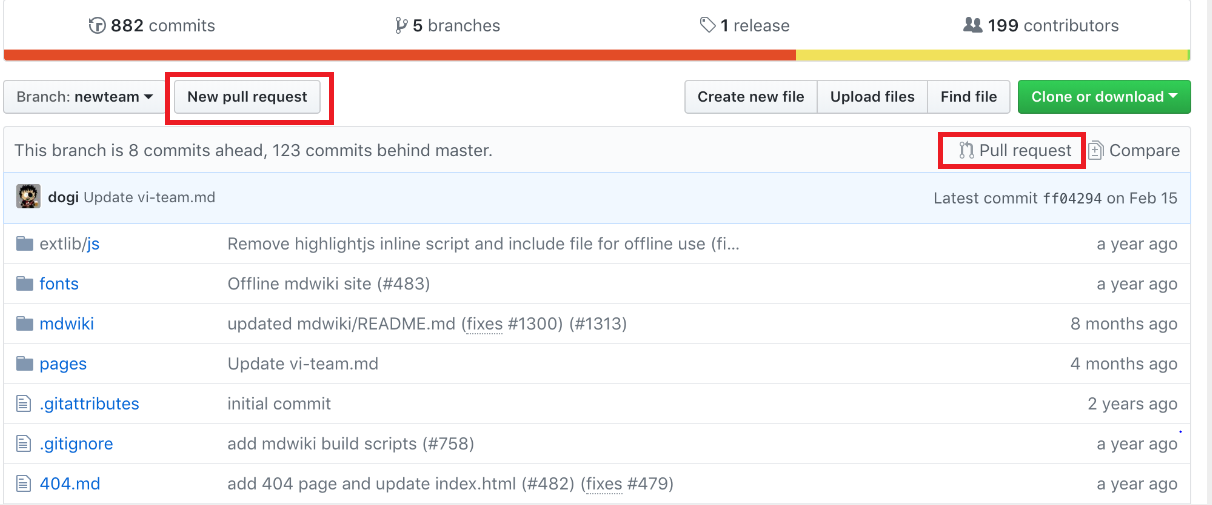 882 commits 5 branches 1 release 199 contributors
Branch: newteam New pull request Create new file Upload files Find file Clone or download
This branch is 8 commits ahead, 123 commits behind master. Pull request Compare
dogi Update vi-team.md Latest commit ff04294 on Feb 15
extlib/js Remove highlightjs inline script and include file for offline use (fi... a year ago
fonts Offline mdwiki site (#483) a year ago
mdwiki updated mdwiki/README.md (fixes #1300) (#1313) 8 months ago
pages Update vi-team.md 4 months ago
.gitattributes initial commit 2 years ago
.gitignore add mdwiki build scripts (#758) a year ago
404.md add 404 page and update index.html (#482) (fixes #479) a year ago